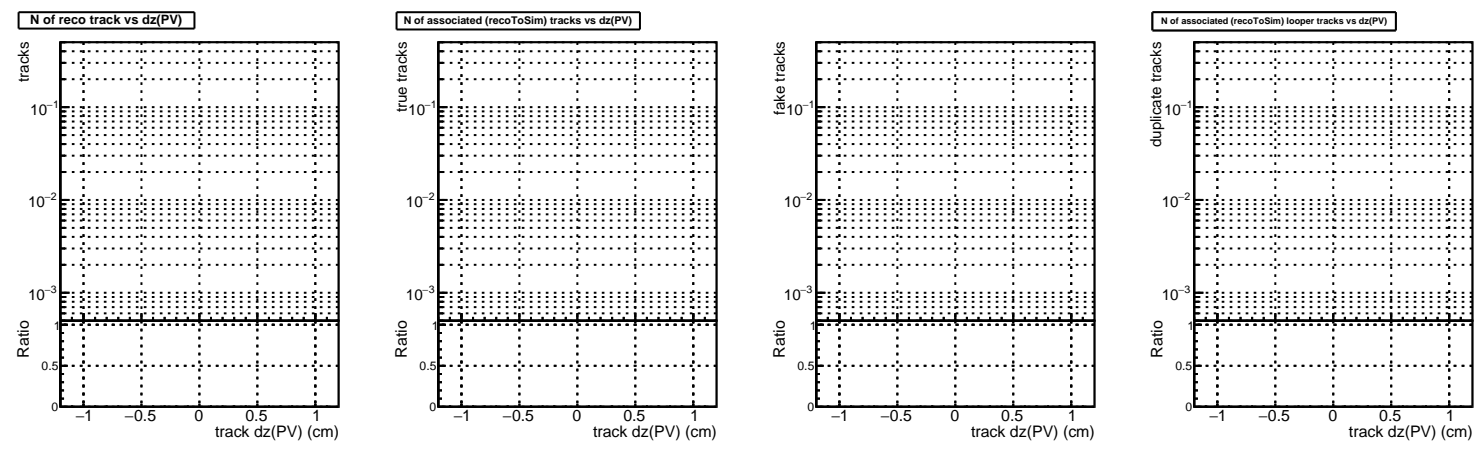 N of reco track vs dz(PV)
N of associated (recoToSim) tracks vs dz(PV)
N of associated (recoToSim) looper tracks vs dz(PV)
tracks
10⁻¹
10⁻²
10⁻³
Ratio
1
0.5
0
−1 −0.5 0 0.5 1
track dz(PV) (cm)
true tracks
10⁻¹
10⁻²
10⁻³
Ratio
1
0.5
0
−1 −0.5 0 0.5 1
track dz(PV) (cm)
fake tracks
10⁻¹
10⁻²
10⁻³
Ratio
1
0.5
0
−1 −0.5 0 0.5 1
track dz(PV) (cm)
duplicate tracks
10⁻¹
10⁻²
10⁻³
Ratio
1
0.5
0
−1 −0.5 0 0.5 1
track dz(PV) (cm)